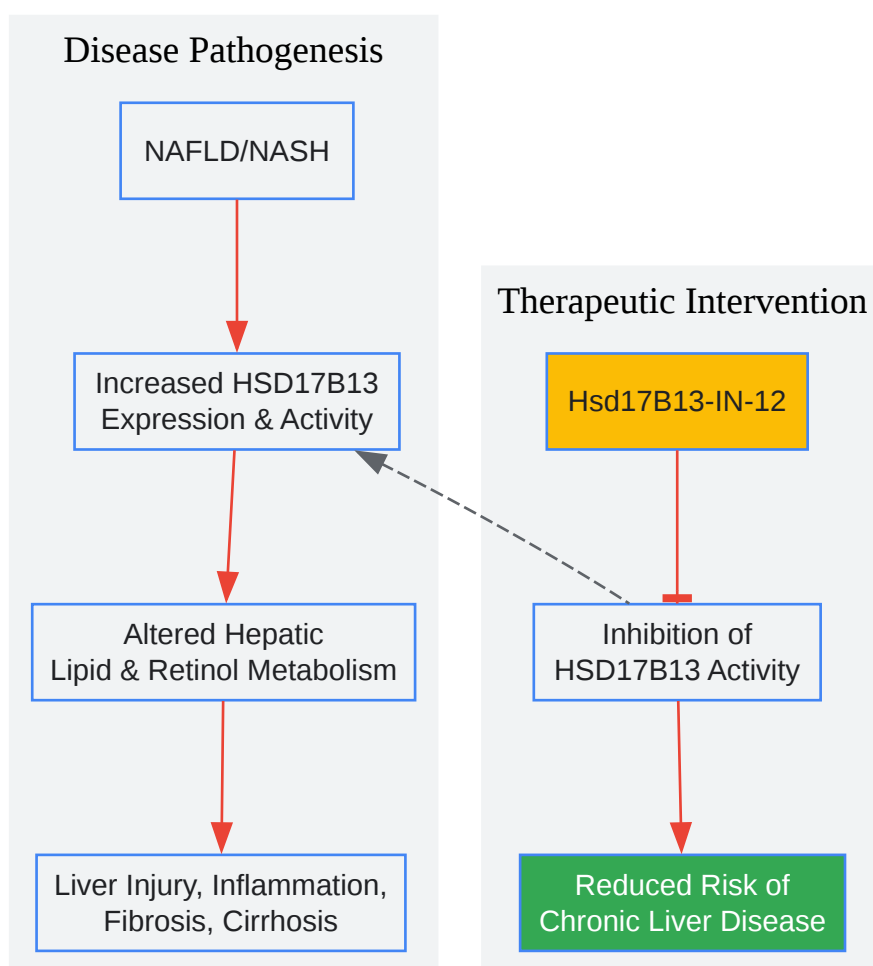 Disease Pathogenesis
NAFLD/NASH
Increased HSD17B13
Expression & Activity
Altered Hepatic
Lipid & Retinol Metabolism
Liver Injury, Inflammation,
Fibrosis, Cirrhosis
Therapeutic Intervention
Hsd17B13-IN-12
Inhibition of
HSD17B13 Activity
Reduced Risk of
Chronic Liver Disease